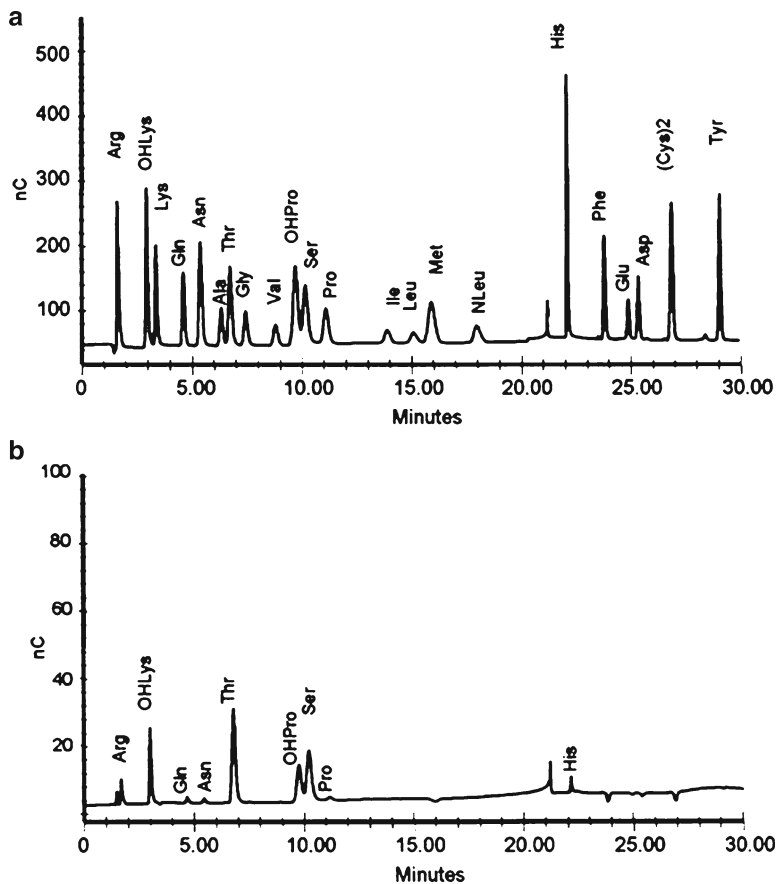 a
500
400
300
200
100
nC
Arg
OHLys
Lys
Gln
Asn
Ala
Thr
Gly
Val
OHPro
Ser
Pro
Ile
Leu
Met
NLeu
His
Phe
Glu
Asp
(Cys)2
Tyr
0 5.00 10.00 15.00 20.00 25.00 30.00
Minutes
b
100
80
60
40
20
0
nC
Arg
OHLys
Gln
Asn
Thr
OHPro
Ser
Pro
His
0 5.00 10.00 15.00 20.00 25.00 30.00
Minutes